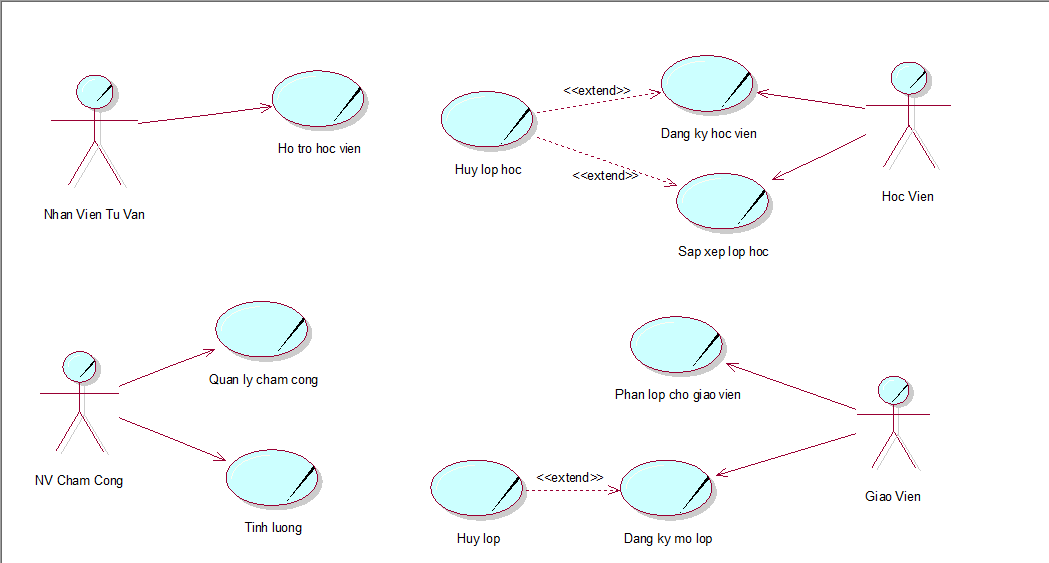 <<extend>>
Dang ky hoc vien
Ho tro hoc vien
Huy lop hoc
<<extend>>
Hoc Vien
Nhan Vien Tu Van
Sap xep lop hoc
Quan ly cham cong
Phan lop cho giao vien
NV Cham Cong
<<extend>>
Giao Vien
Tinh luong
Huy lop
Dang ky mo lop